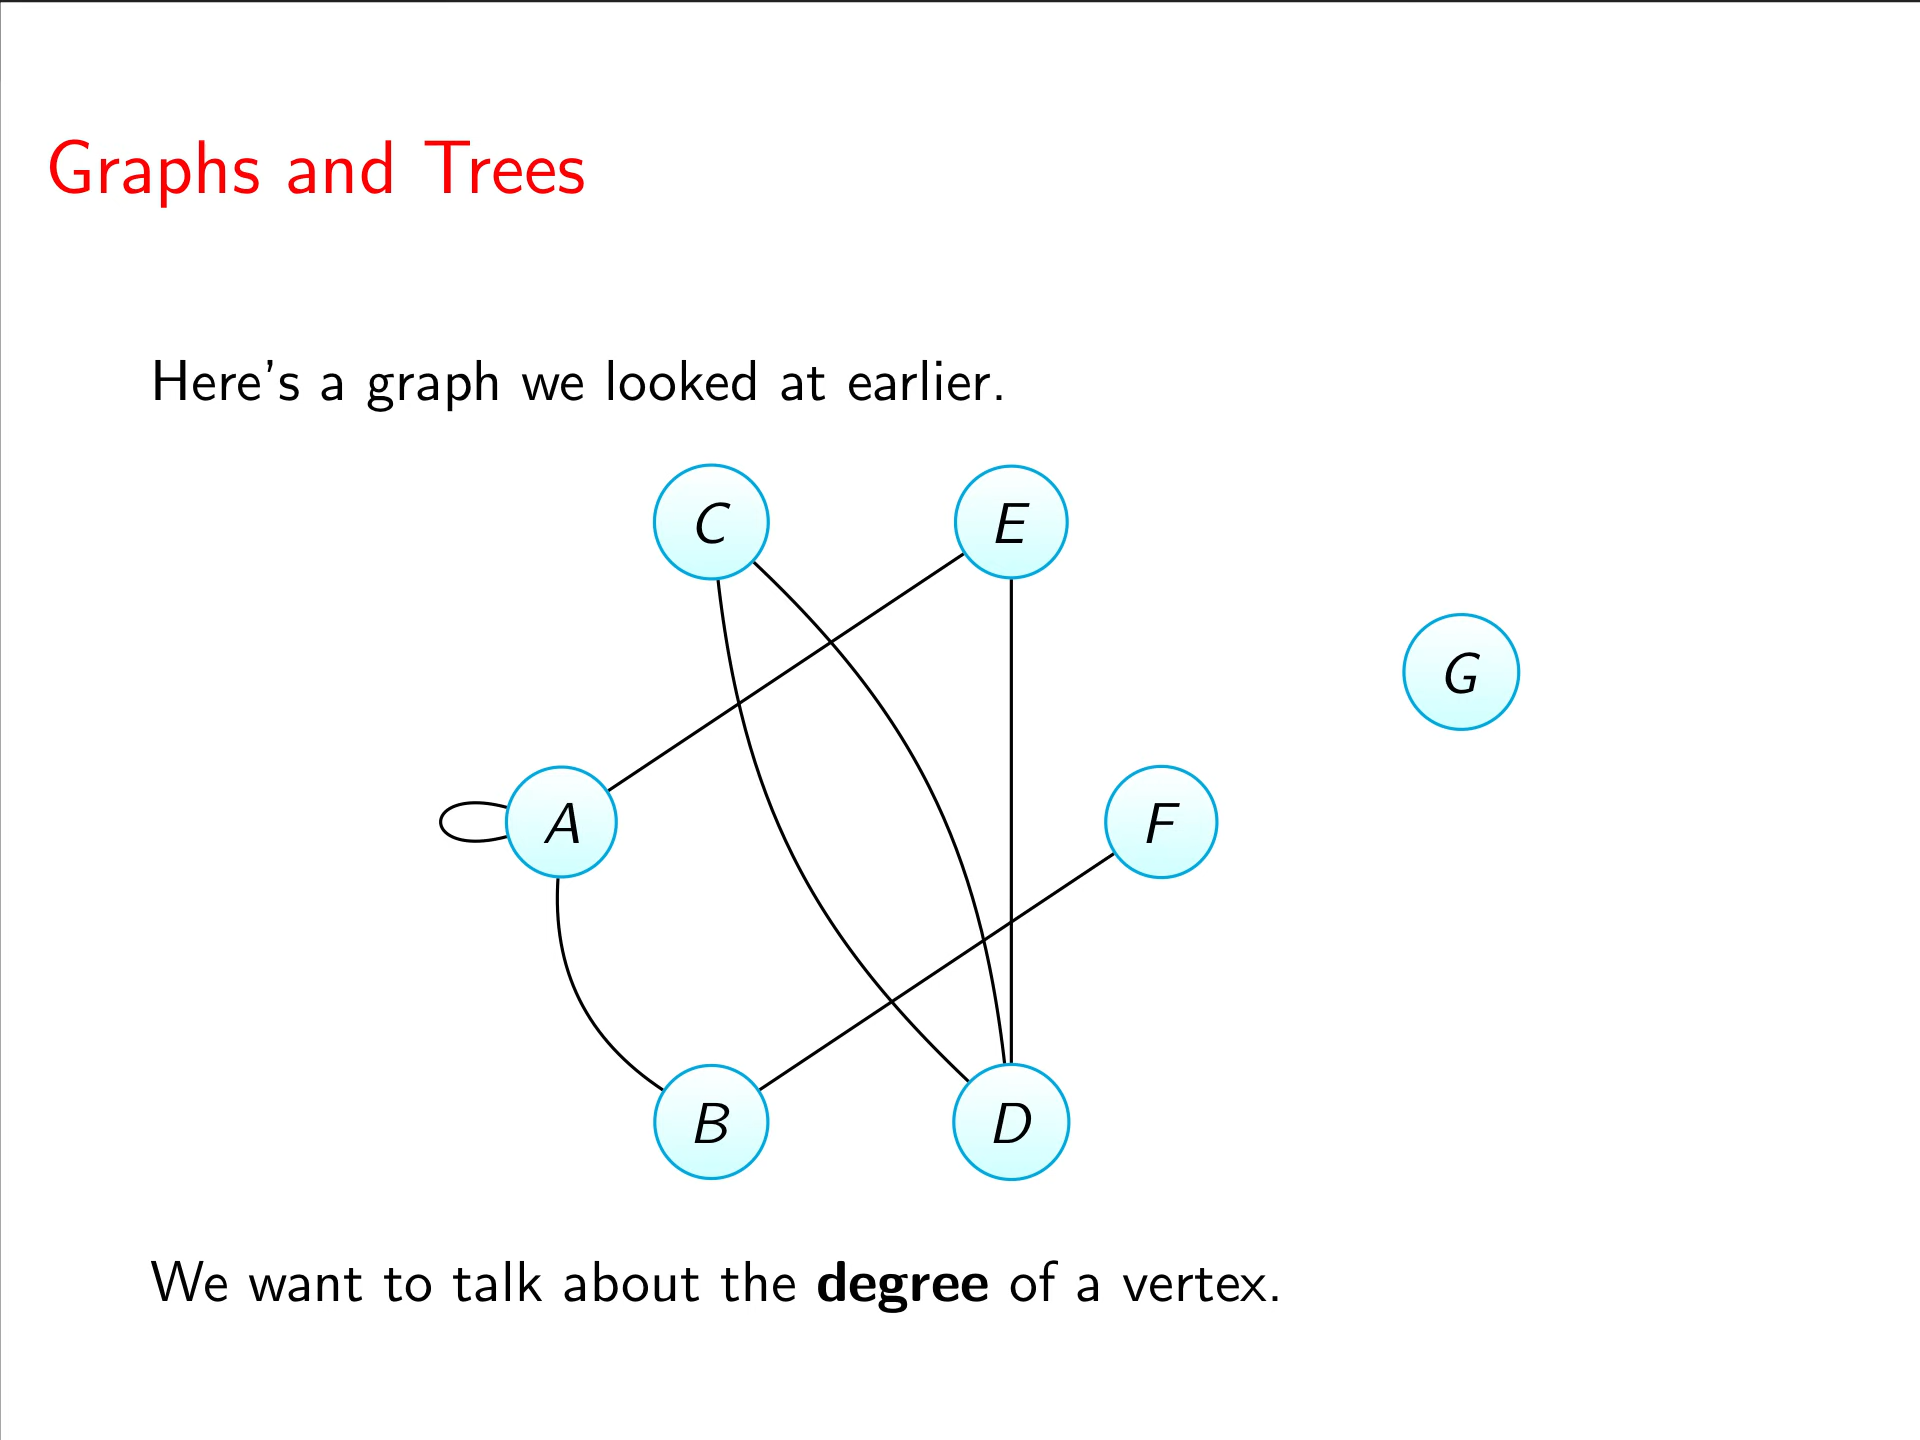 Graphs and Trees
Here's a graph we looked at earlier.
C
E
G
A
F
B
D
We want to talk about the degree of a vertex.